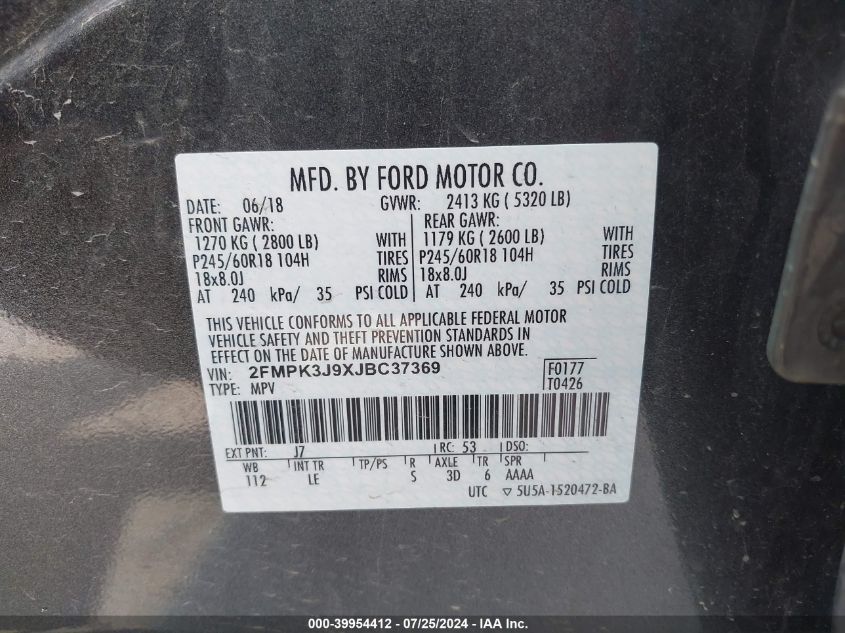 MFD. BY FORD MOTOR CO.
DATE: 06/18 GVWR: 2413 KG ( 5320 LB)
FRONT GAWR: REAR GAWR:
1270 KG ( 2800 LB) WITH 1179 KG ( 2600 LB) WITH
P245/60R18 104H TIRES P245/60R18 104H TIRES
18x8.0J RIMS 18x8.0J RIMS
AT 240 kPa/ 35 PSI COLD AT 240 kPa/ 35 PSI COLD
THIS VEHICLE CONFORMS TO ALL APPLICABLE FEDERAL MOTOR
VEHICLE SAFETY AND THEFT PREVENTION STANDARDS IN
EFFECT ON THE DATE OF MANUFACTURE SHOWN ABOVE.
VIN: 2FMPK3J9XJBC37369 F0177
TYPE: MPV T0426
EXT PNT: J7 RC: 53 DSO:
WB INT TR TP/PS R AXLE TR SPR
112 LE S 3D 6 AAAA
UTC ▽ 5U5A-1520472-BA
000-39954412 - 07/25/2024 - IAA Inc.